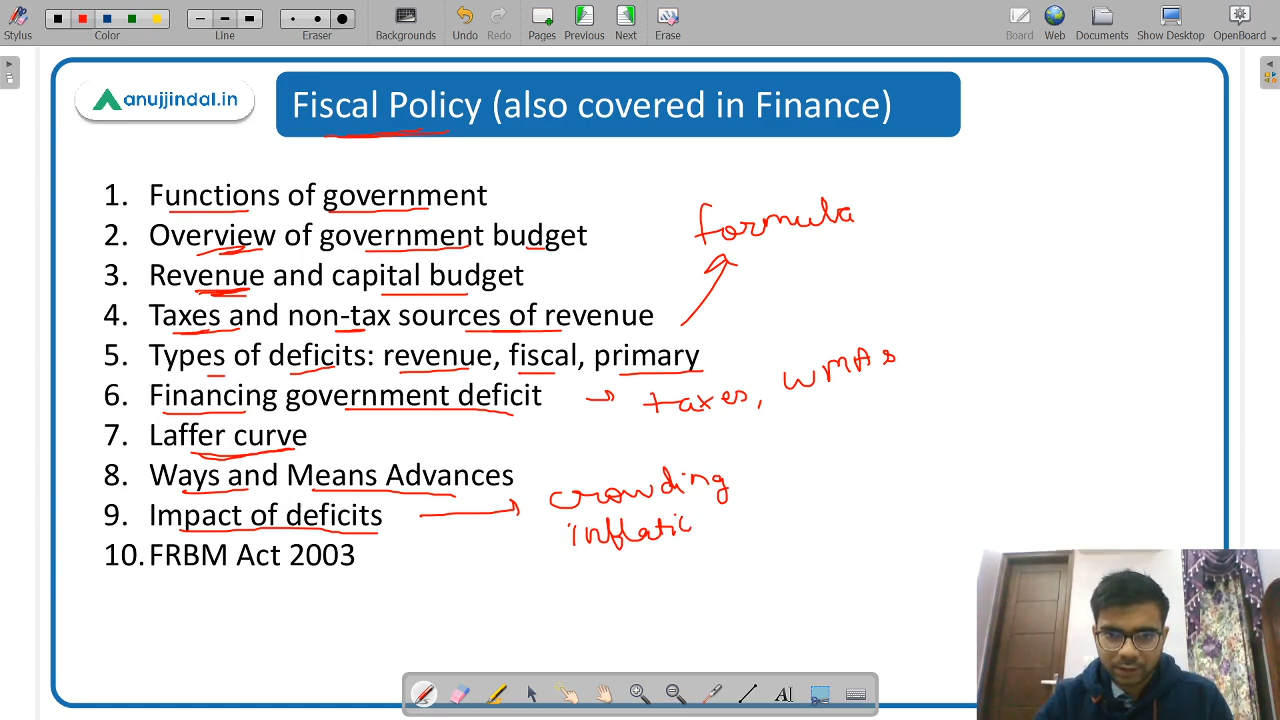 Stylus
Color
Line
Eraser
Backgrounds
Undo
Redo
Pages
Previous
Next
Erase
Board
Web
Documents
Show Desktop
OpenBoard
anujjindal.in
Fiscal Policy (also covered in Finance)
1. Functions of government
2. Overview of government budget
3. Revenue and capital budget
4. Taxes and non-tax sources of revenue
formula
5. Types of deficits: revenue, fiscal, primary
6. Financing government deficit
taxes, WMAs
7. Laffer curve
8. Ways and Means Advances
9. Impact of deficits
crowding
inflatio
10. FRBM Act 2003